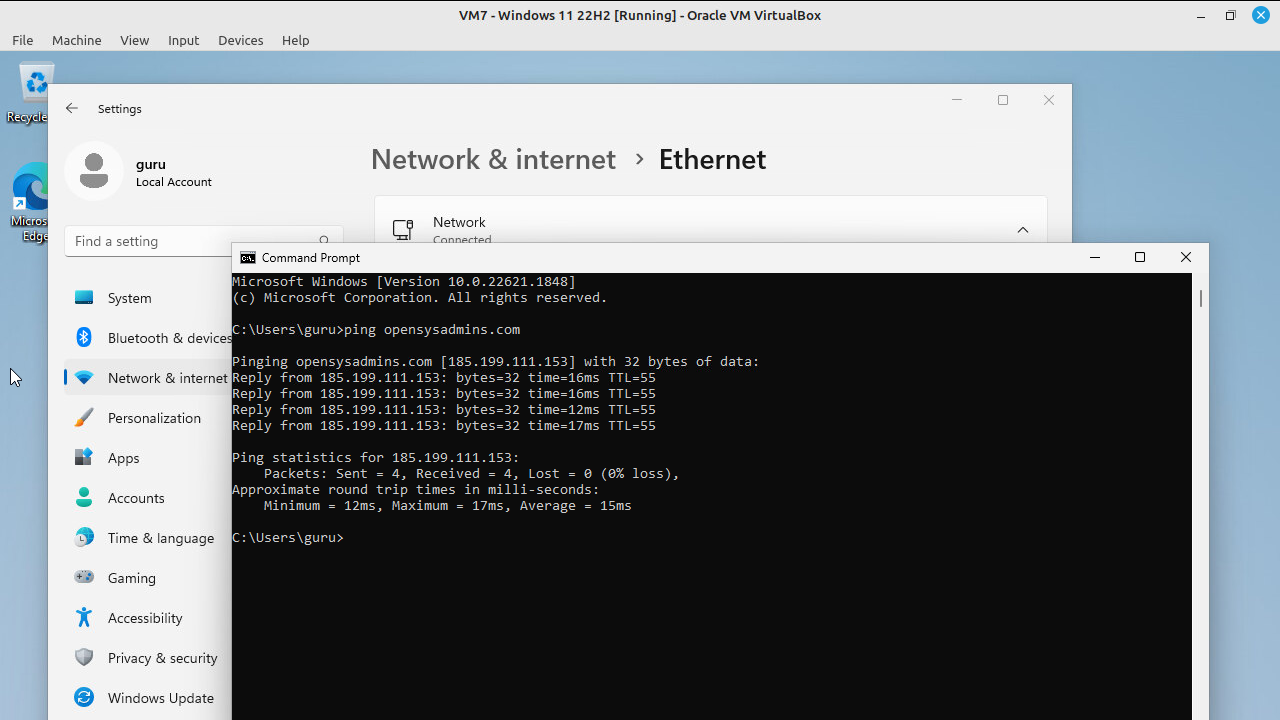 VM7 - Windows 11 22H2 [Running] - Oracle VM VirtualBox
File Machine View Input Devices Help
Recycle
Microso
Edge
Settings
guru
Local Account
Find a setting
System
Bluetooth & devices
Network & internet
Personalization
Apps
Accounts
Time & language
Gaming
Accessibility
Privacy & security
Windows Update
Network & internet › Ethernet
Network
Connected
Command Prompt
Microsoft Windows [Version 10.0.22621.1848]
(c) Microsoft Corporation. All rights reserved.
C:\Users\guru>ping opensysadmins.com
Pinging opensysadmins.com [185.199.111.153] with 32 bytes of data:
Reply from 185.199.111.153: bytes=32 time=16ms TTL=55
Reply from 185.199.111.153: bytes=32 time=16ms TTL=55
Reply from 185.199.111.153: bytes=32 time=12ms TTL=55
Reply from 185.199.111.153: bytes=32 time=17ms TTL=55
Ping statistics for 185.199.111.153:
Packets: Sent = 4, Received = 4, Lost = 0 (0% loss),
Approximate round trip times in milli-seconds:
Minimum = 12ms, Maximum = 17ms, Average = 15ms
C:\Users\guru>